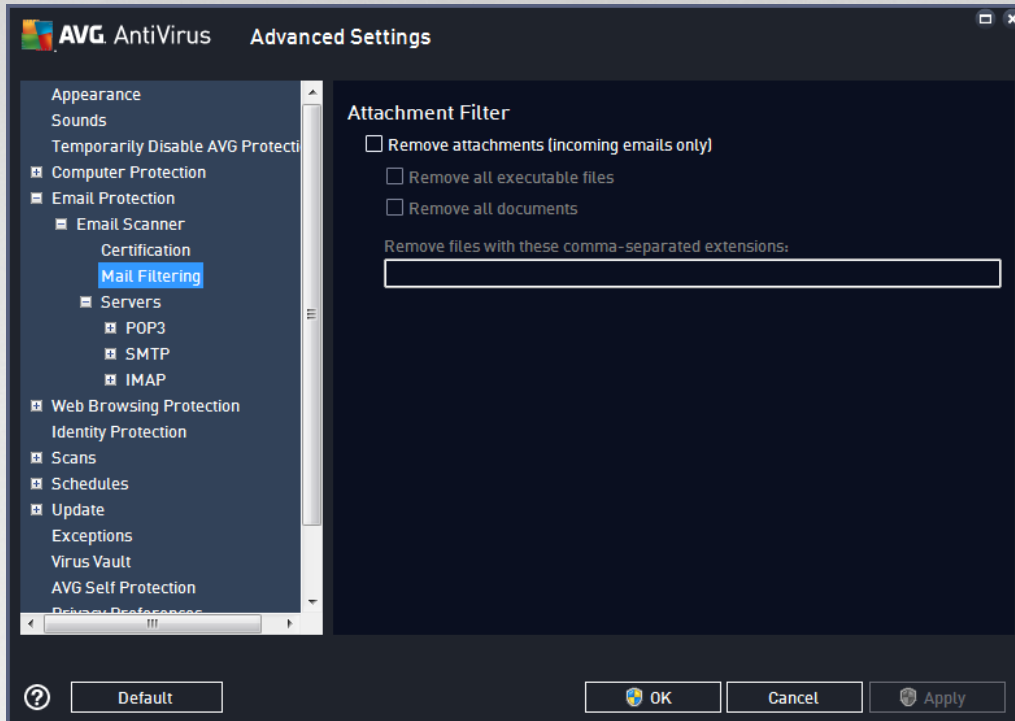 AVG AntiVirus Advanced Settings
Appearance
Sounds
Temporarily Disable AVG Protecti
Computer Protection
Email Protection
Email Scanner
Certification
Mail Filtering
Servers
POP3
SMTP
IMAP
Web Browsing Protection
Identity Protection
Scans
Schedules
Update
Exceptions
Virus Vault
AVG Self Protection
Privacy Preferences
Attachment Filter
Remove attachments (incoming emails only)
Remove all executable files
Remove all documents
Remove files with these comma-separated extensions:
? Default OK Cancel Apply